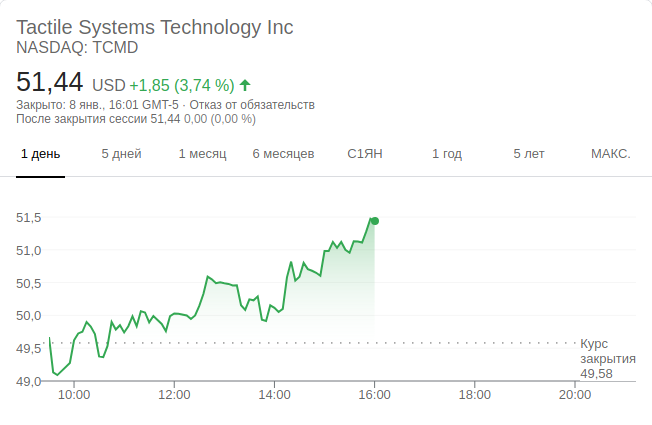 Tactile Systems Technology Inc
NASDAQ: TCMD
51,44 USD +1,85 (3,74 %)
Закрыто: 8 янв., 16:01 GMT-5 · Отказ от обязательств
После закрытия сессии 51,44 0,00 (0,00 %)
1 день 5 дней 1 месяц 6 месяцев С1ЯН 1 год 5 лет МАКС.
51,5
51,0
50,5
50,0
49,5
49,0
Курс
закрытия
49,58
10:00 12:00 14:00 16:00 18:00 20:00